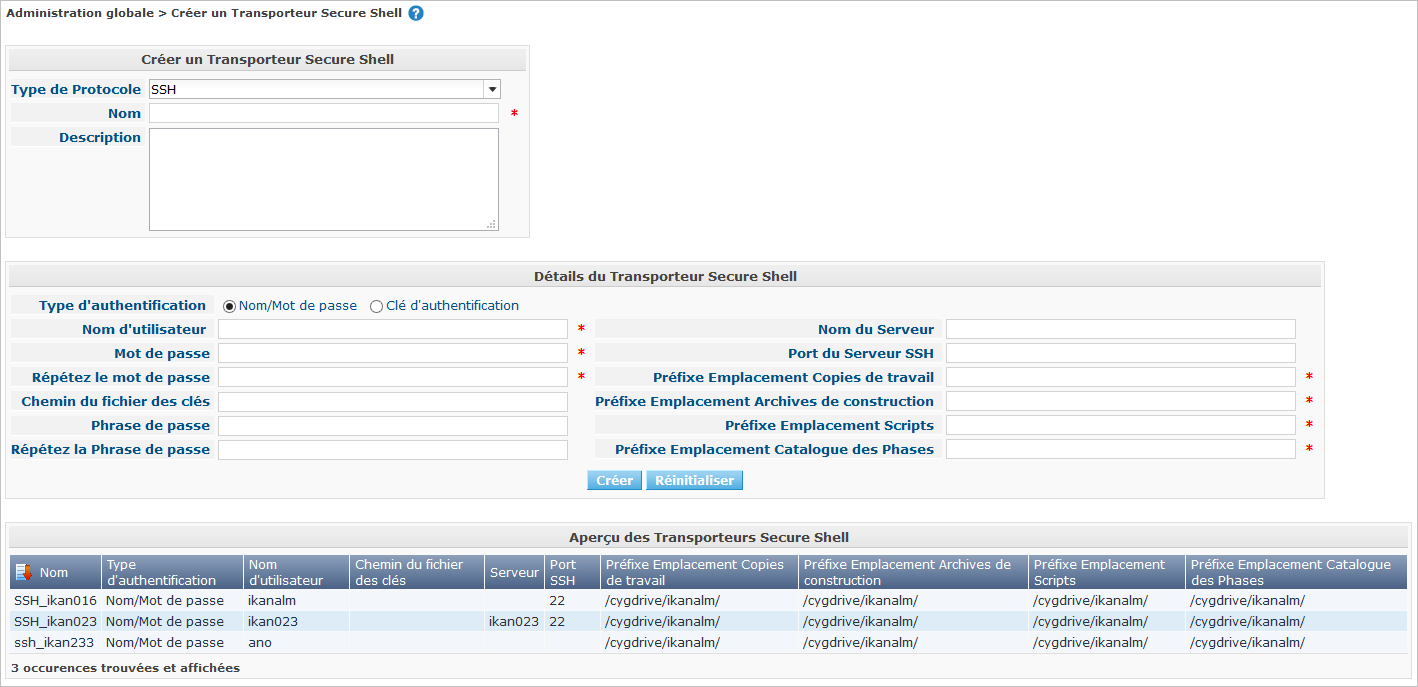 Administration globale > Créer un Transporteur Secure Shell ?
Créer un Transporteur Secure Shell
Type de Protocole SSH
Nom *
Description
Détails du Transporteur Secure Shell
Type d'authentification Nom/Mot de passe Clé d'authentification
Nom d'utilisateur * Nom du Serveur
Mot de passe * Port du Serveur SSH
Répétez le mot de passe * Préfixe Emplacement Copies de travail *
Chemin du fichier des clés Préfixe Emplacement Archives de construction *
Phrase de passe Préfixe Emplacement Scripts *
Répétez la Phrase de passe Préfixe Emplacement Catalogue des Phases *
Créer Réinitialiser
Aperçu des Transporteurs Secure Shell
Nom Type d'authentification Nom d'utilisateur Chemin du fichier des clés Serveur Port SSH Préfixe Emplacement Copies de travail Préfixe Emplacement Archives de construction Préfixe Emplacement Scripts Préfixe Emplacement Catalogue des Phases
SSH_ikan016 Nom/Mot de passe ikanalm 22 /cygdrive/ikanalm/ /cygdrive/ikanalm/ /cygdrive/ikanalm/ /cygdrive/ikanalm/
SSH_ikan023 Nom/Mot de passe ikan023 ikan023 22 /cygdrive/ikanalm/ /cygdrive/ikanalm/ /cygdrive/ikanalm/ /cygdrive/ikanalm/
ssh_ikan233 Nom/Mot de passe ano /cygdrive/ikanalm/ /cygdrive/ikanalm/ /cygdrive/ikanalm/ /cygdrive/ikanalm/
3 occurences trouvées et affichées